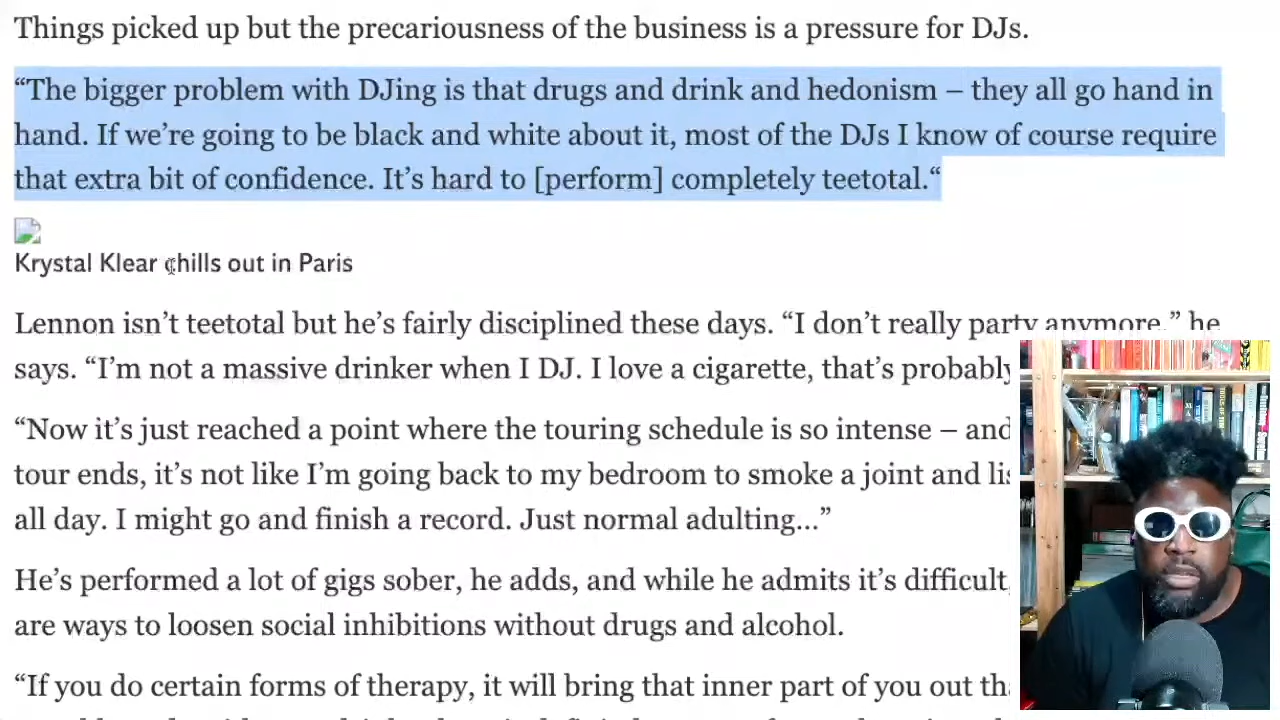 Things picked up but the precariousness of the business is a pressure for DJs.
“The bigger problem with DJing is that drugs and drink and hedonism – they all go hand in
hand. If we’re going to be black and white about it, most of the DJs I know of course require
that extra bit of confidence. It’s hard to [perform] completely teetotal.“
Krystal Klear chills out in Paris
Lennon isn’t teetotal but he’s fairly disciplined these days. “I don’t really party anymore,” he
says. “I’m not a massive drinker when I DJ. I love a cigarette, that’s probably
“Now it’s just reached a point where the touring schedule is so intense – and
tour ends, it’s not like I’m going back to my bedroom to smoke a joint and
all day. I might go and finish a record. Just normal adulting…”
He’s performed a lot of gigs sober, he adds, and while he admits it’s difficult,
are ways to loosen social inhibitions without drugs and alcohol.
“If you do certain forms of therapy, it will bring that inner part of you out